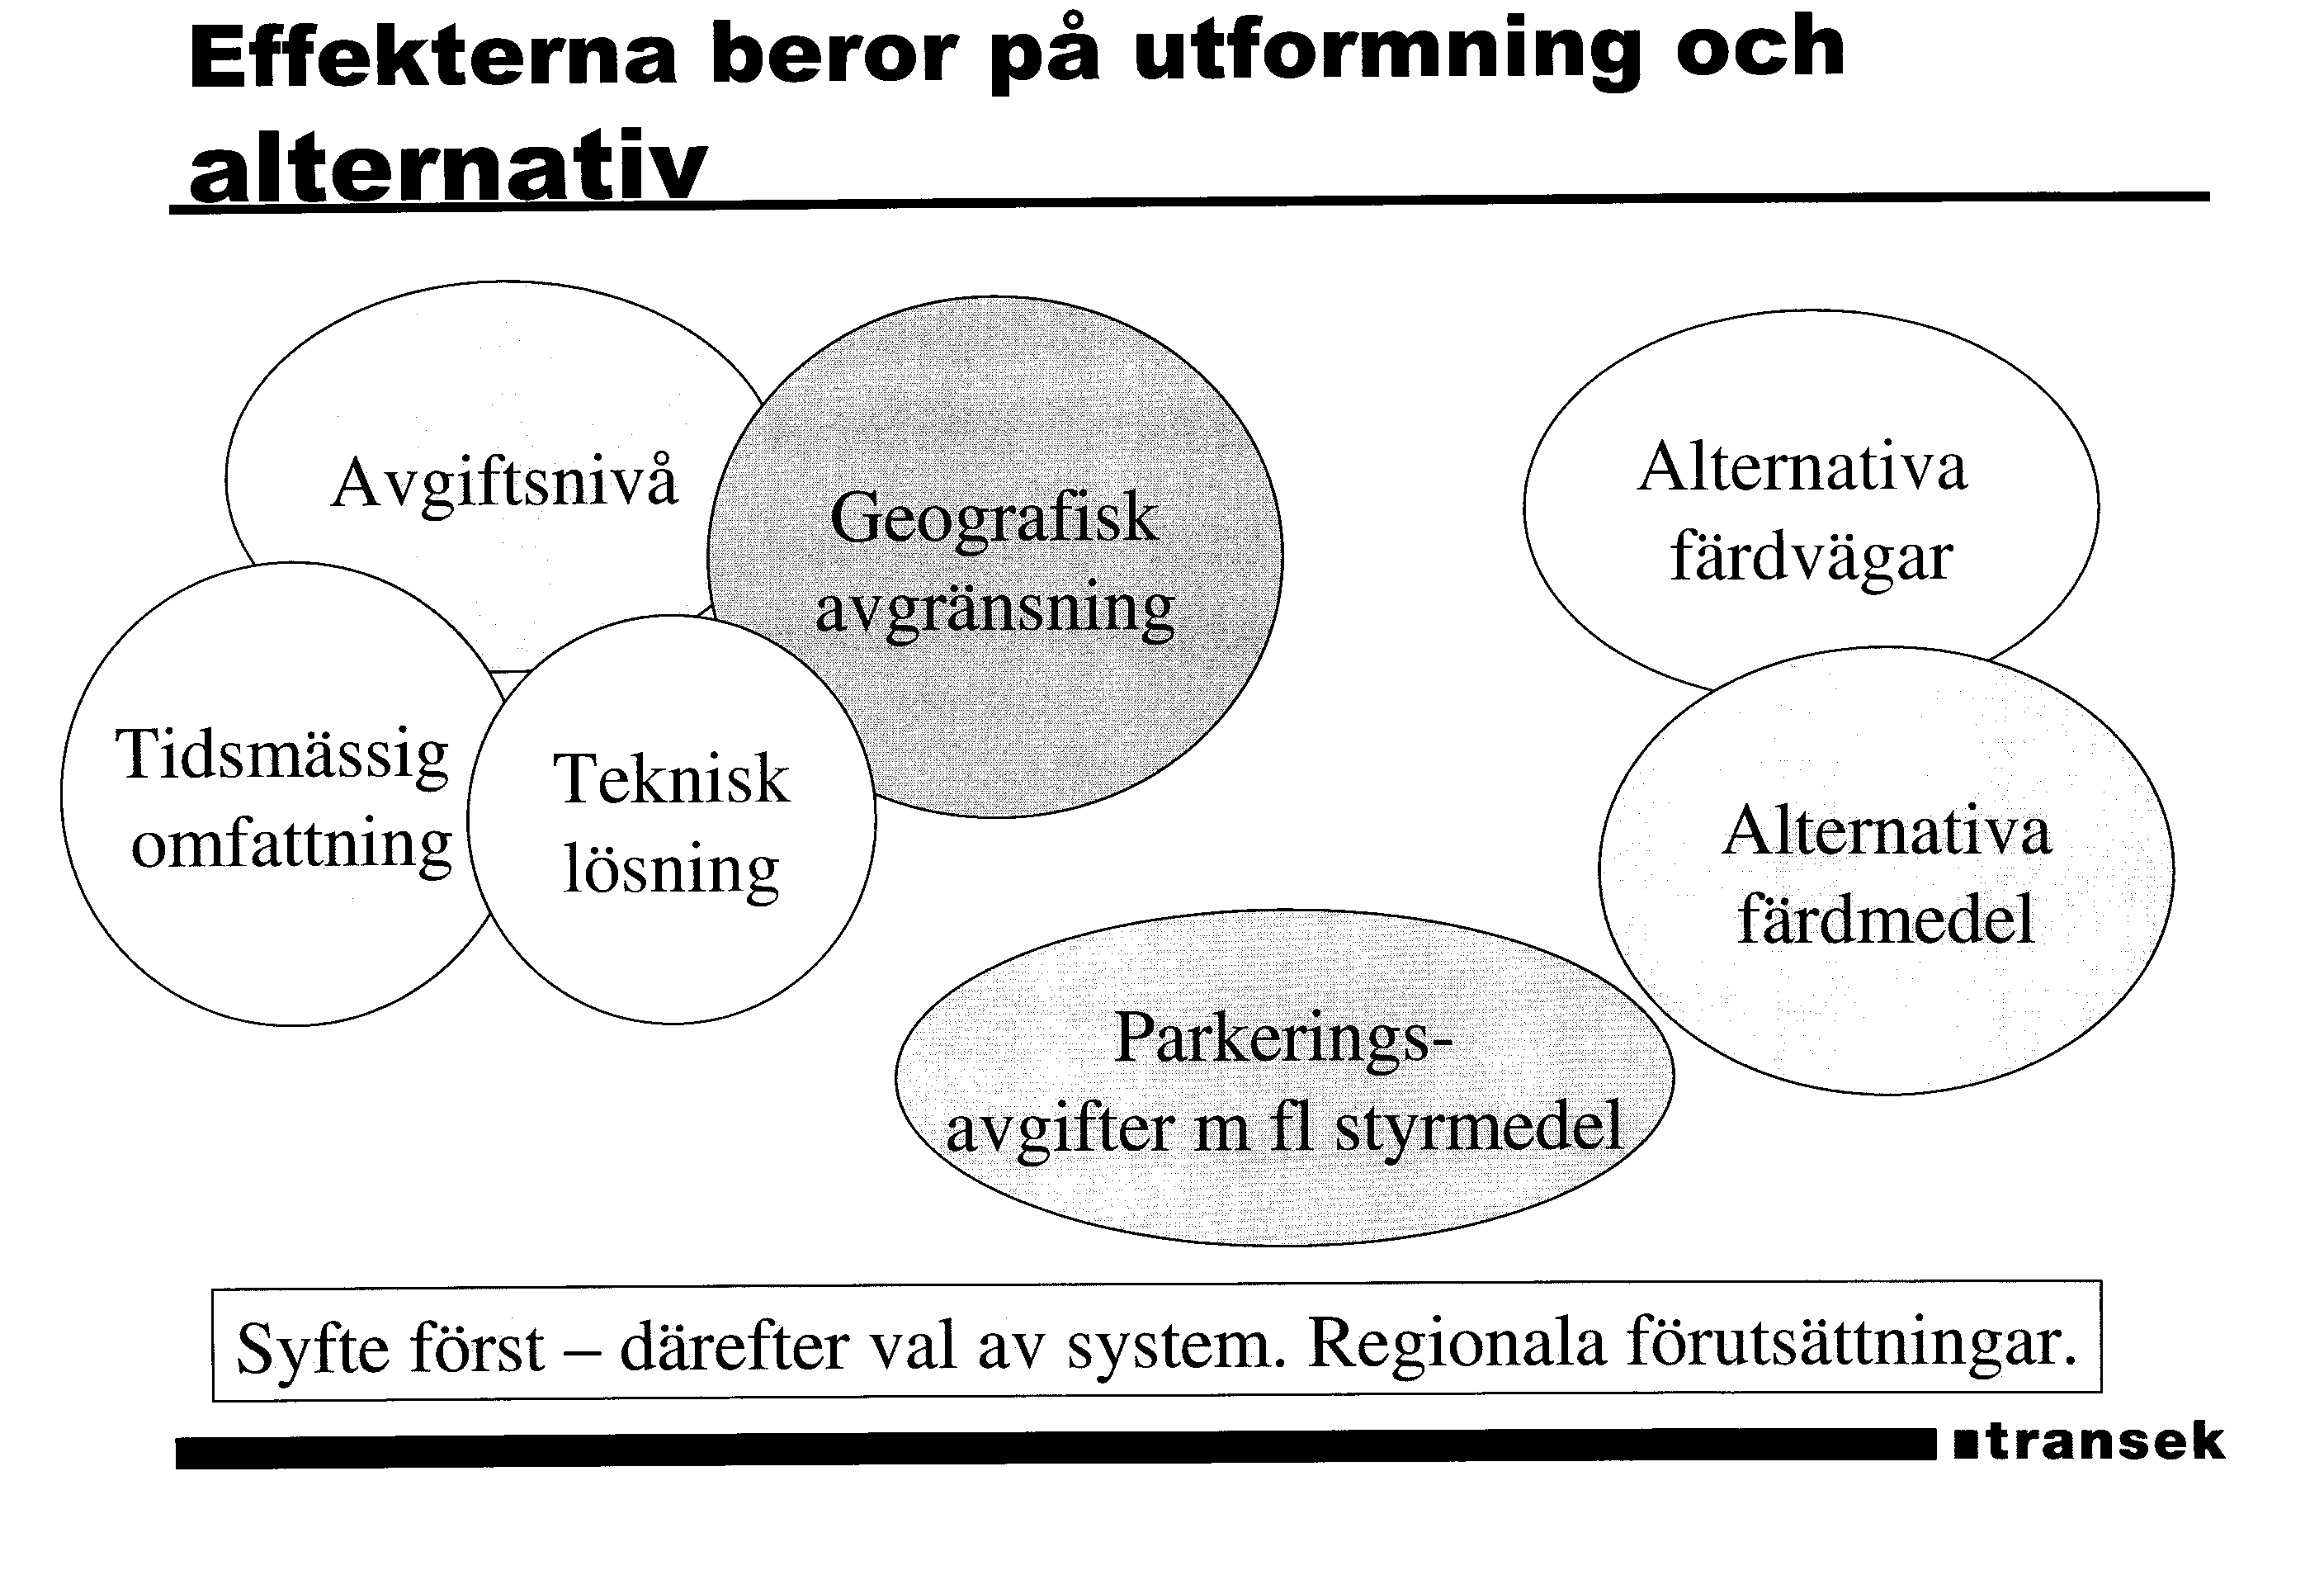 Effekterna beror på utformning och
alternativ
Avgiftsnivå
Geografisk
avgränsning
Tidsmässig
omfattning
Teknisk
lösning
Alternativa
färdvägar
Alternativa
färdmedel
Parkerings-
avgifter m fl styrmedel
Syfte först – därefter val av system. Regionala förutsättningar.
transek